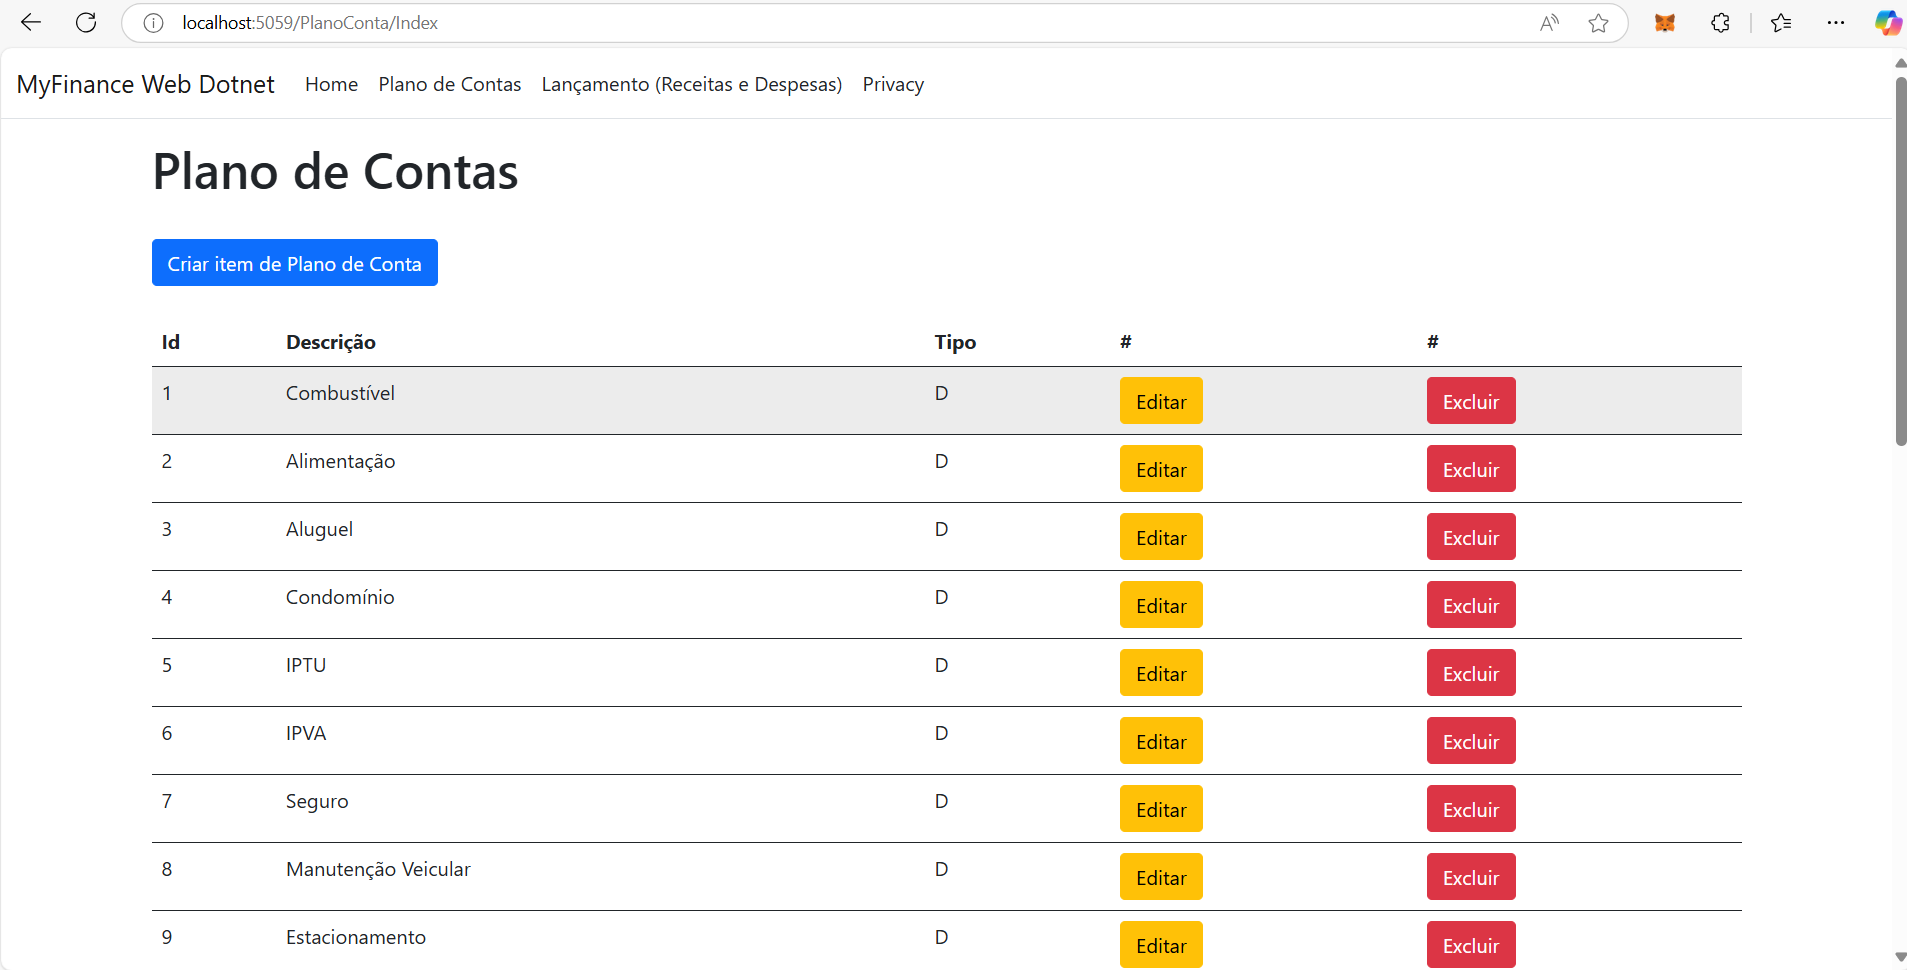 localhost:5059/PlanoConta/Index
MyFinance Web Dotnet Home Plano de Contas Lançamento (Receitas e Despesas) Privacy
Plano de Contas
Criar item de Plano de Conta
Id Descrição Tipo # #
1 Combustível D Editar Excluir
2 Alimentação D Editar Excluir
3 Aluguel D Editar Excluir
4 Condomínio D Editar Excluir
5 IPTU D Editar Excluir
6 IPVA D Editar Excluir
7 Seguro D Editar Excluir
8 Manutenção Veicular D Editar Excluir
9 Estacionamento D Editar Excluir